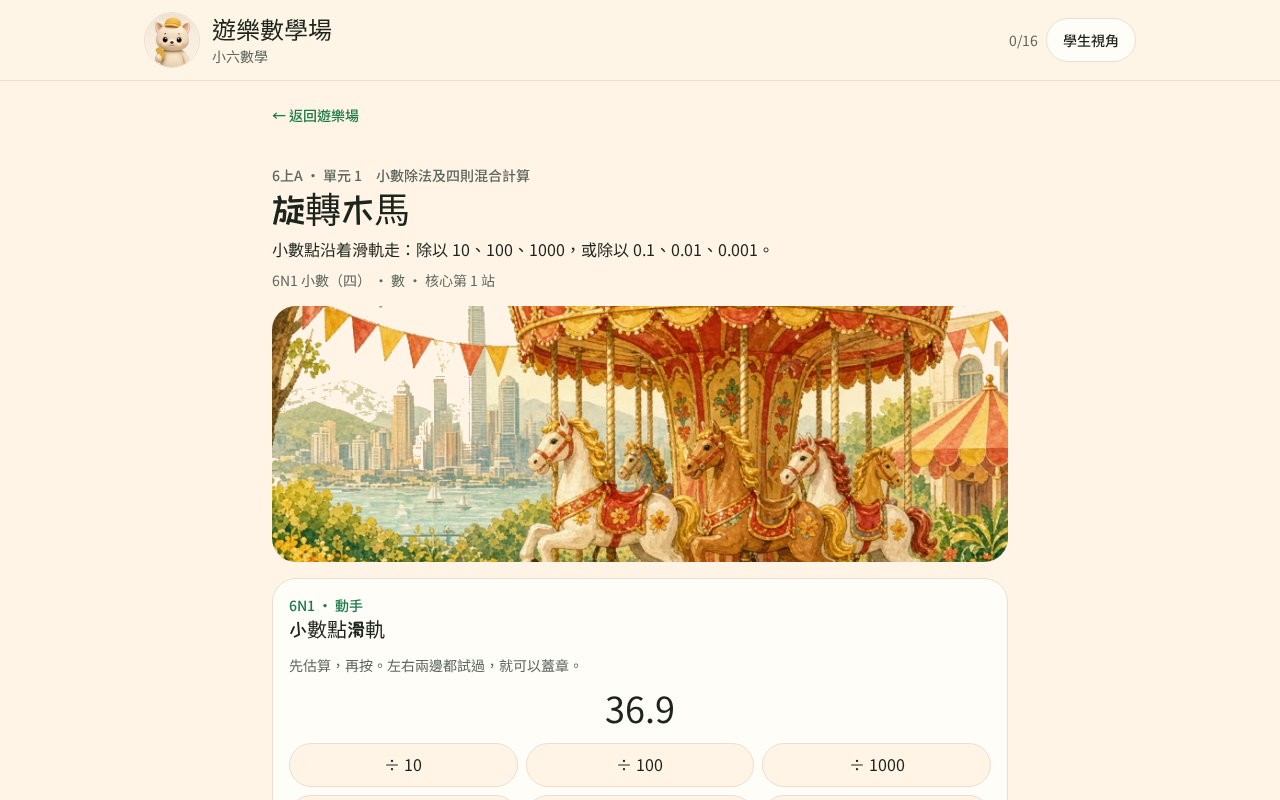 遊樂數學場
小六數學
0/16
學生視角
← 返回遊樂場
6上A · 單元 1　小數除法及四則混合計算
旋轉木馬
小數點沿着滑軌走：除以 10、100、1000，或除以 0.1、0.01、0.001。
6N1 小數（四） · 數 · 核心第 1 站
6N1 · 動手
小數點滑軌
先估算，再按。左右兩邊都試過，就可以蓋章。
36.9
÷ 10
÷ 100
÷ 1000